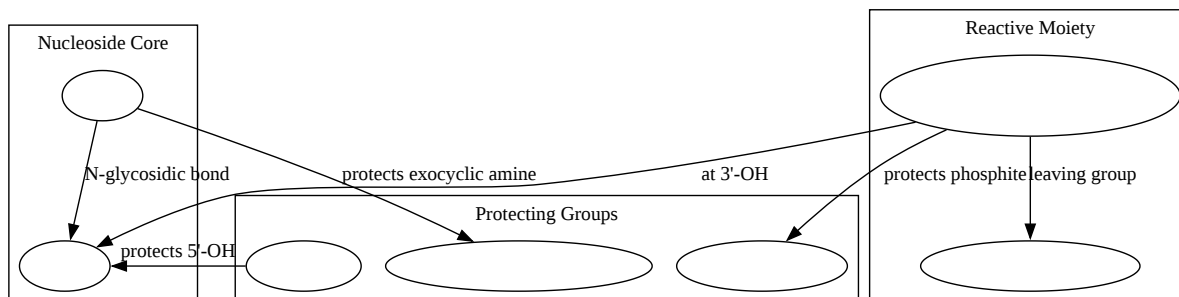 Nucleoside Core
Reactive Moiety
N-glycosidic bond
protects exocyclic amine
at 3'-OH
protects phosphite
leaving group
Protecting Groups
protects 5'-OH